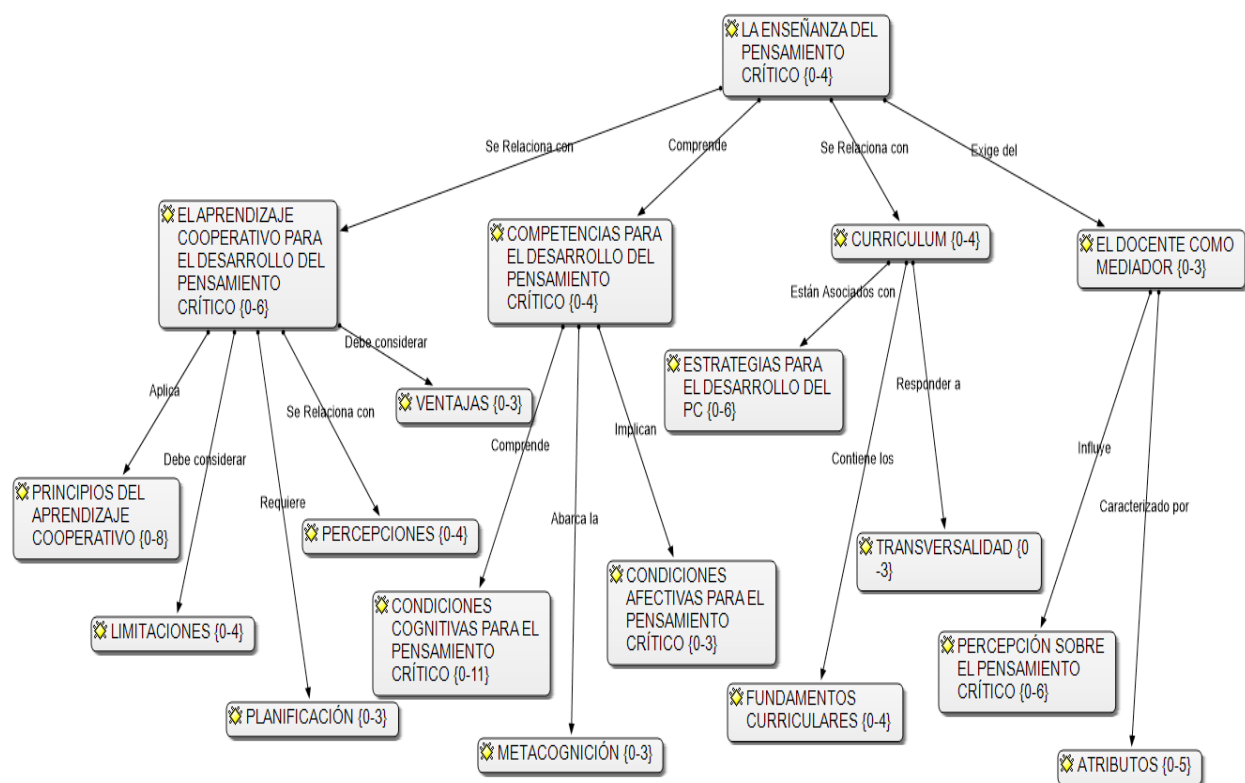 LA ENSEÑANZA DEL
PENSAMIENTO
CRÍTICO {0-4}
Se Relaciona con
Comprende
Se Relaciona con
Exige del
EL APRENDIZAJE
COOPERATIVO PARA
EL DESARROLLO DEL
PENSAMIENTO
CRÍTICO {0-6}
COMPETENCIAS PARA
EL DESARROLLO DEL
PENSAMIENTO
CRÍTICO {0-4}
CURRICULUM {0-4}
EL DOCENTE COMO
MEDIADOR {0-3}
Aplica
Debe considerar
Requiere
Se Relaciona con
Debe considerar
Comprende
Abarca la
Implican
Están Asociados con
Contiene los
Responder a
Influye
Caracterizado por
VENTAJAS {0-3}
ESTRATEGIAS PARA
EL DESARROLLO DEL
PC {0-6}
PRINCIPIOS DEL
APRENDIZAJE
COOPERATIVO {0-8}
PERCEPCIONES {0-4}
TRANSVERSALIDAD {0
-3}
LIMITACIONES {0-4}
CONDICIONES
COGNITIVAS PARA EL
PENSAMIENTO
CRÍTICO {0-11}
CONDICIONES
AFECTIVAS PARA EL
PENSAMIENTO
CRÍTICO {0-3}
PERCEPCIÓN SOBRE
EL PENSAMIENTO
CRÍTICO {0-6}
PLANIFICACIÓN {0-3}
METACOGNICIÓN {0-3}
FUNDAMENTOS
CURRICULARES {0-4}
ATRIBUTOS {0-5}